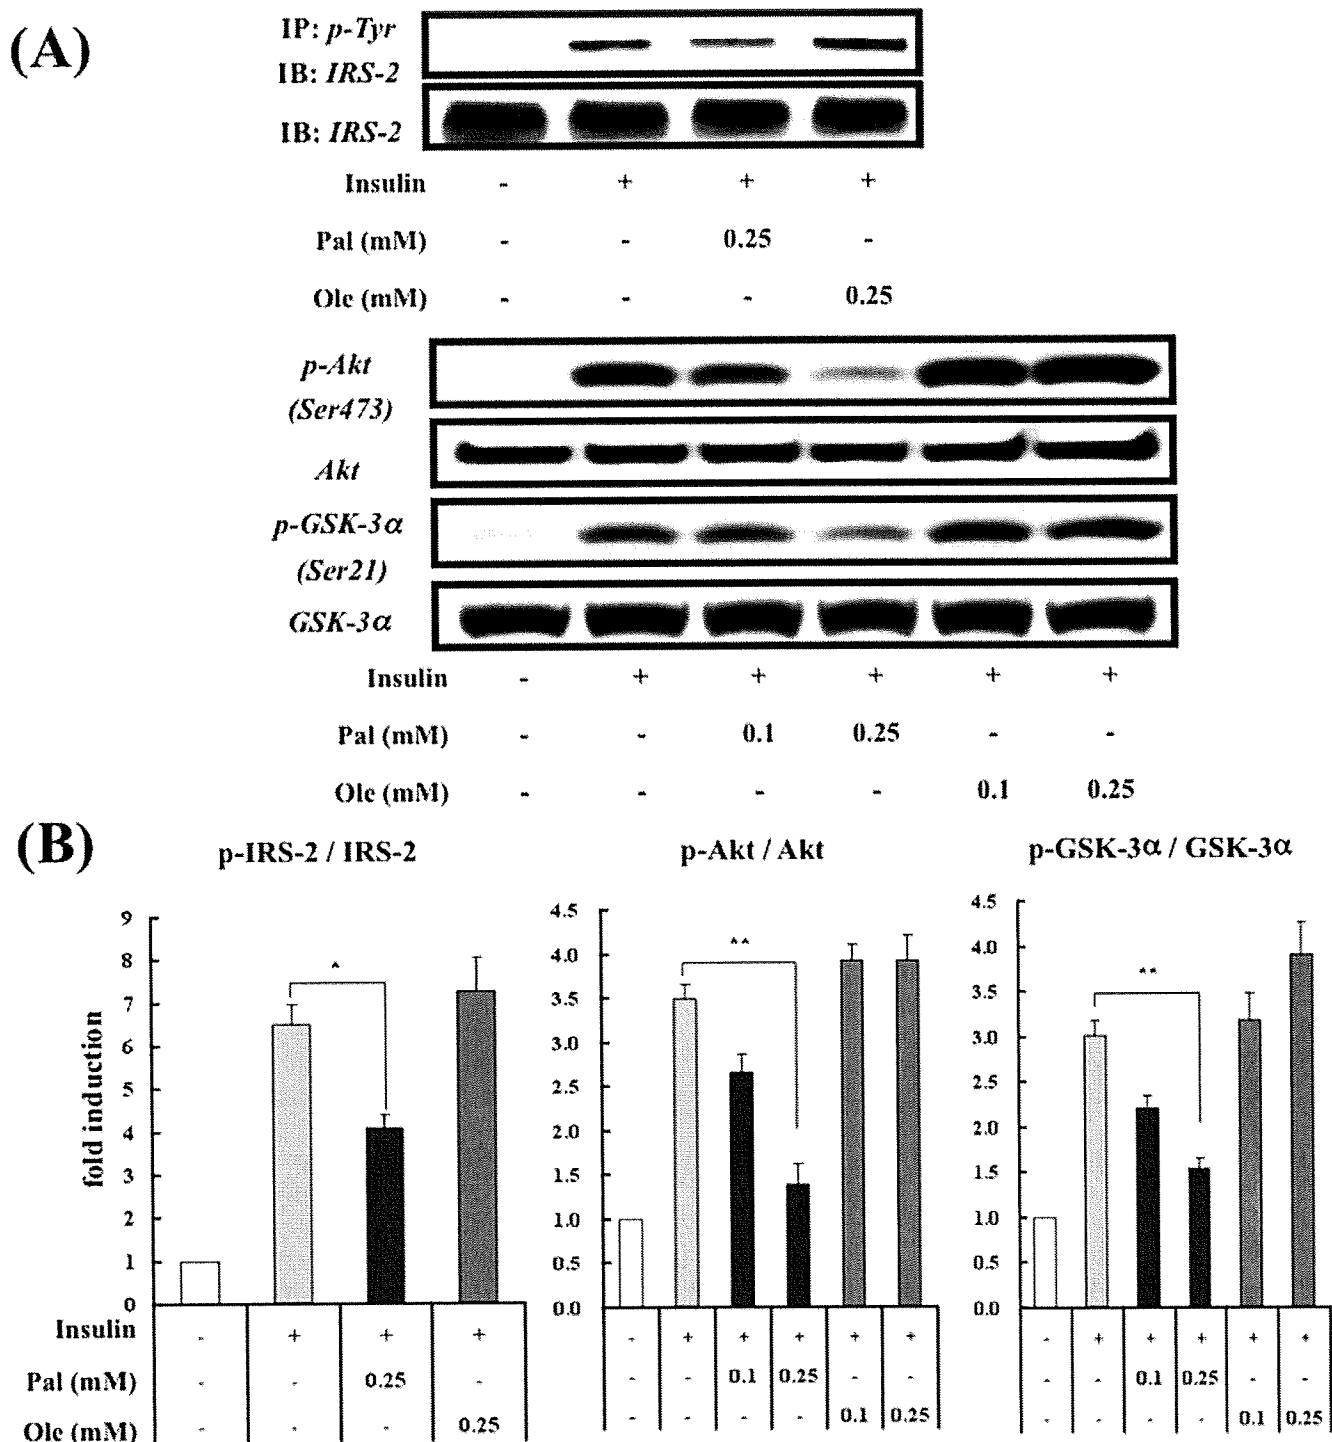 (A)
IP: p-Tyr
IB: IRS-2
IB: IRS-2
Insulin - + + +
Pal (mM) - - 0.25 -
Ole (mM) - - - 0.25
p-Akt
(Ser473)
Akt
p-GSK-3α
(Ser21)
GSK-3α
Insulin - + + + + +
Pal (mM) - - 0.1 0.25 - -
Ole (mM) - - - - 0.1 0.25
(B)
p-IRS-2 / IRS-2
fold induction
9
8
7
6
5
4
3
2
1
0
*
Insulin - + + +
Pal (mM) - - 0.25 -
Ole (mM) - - - 0.25
p-Akt / Akt
4.5
4.0
3.5
3.0
2.5
2.0
1.5
1.0
0.5
0.0
**
- + + + + +
- - 0.1 0.25 - -
- - - - 0.1 0.25
p-GSK-3α / GSK-3α
4.5
4.0
3.5
3.0
2.5
2.0
1.5
1.0
0.5
0.0
**
- + + + + +
- - 0.1 0.25 - -
- - - - 0.1 0.25